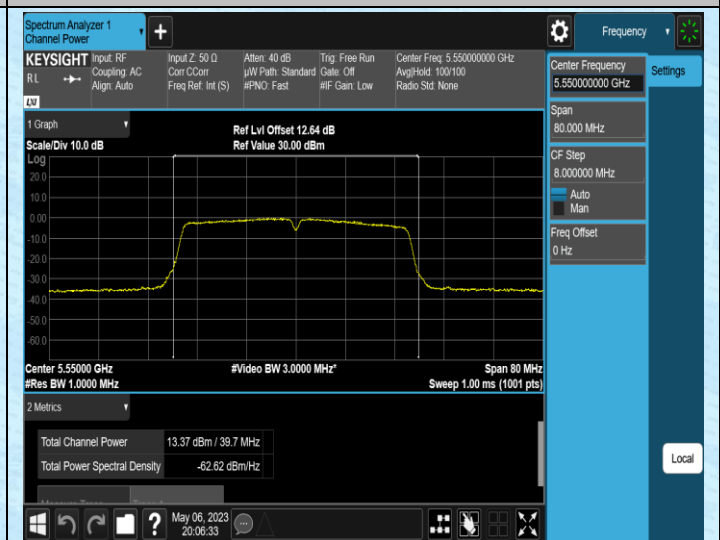 Spectrum Analyzer 1
Channel Power
+
Frequency
KEYSIGHT
R L
LXI
Input: RF
Coupling: AC
Align: Auto
Input Z: 50 Ω
Corr CCorr
Freq Ref: Int (S)
Atten: 40 dB
µW Path: Standard
#PNO: Fast
Trig: Free Run
Gate: Off
#IF Gain: Low
Center Freq: 5.550000000 GHz
Avg|Hold: 100/100
Radio Std: None
Center Frequency
5.550000000 GHz
Settings
Span
80.000 MHz
CF Step
8.000000 MHz
Auto
Man
Freq Offset
0 Hz
1 Graph
Scale/Div 10.0 dB
Ref Lvl Offset 12.64 dB
Ref Value 30.00 dBm
Log
20.0
10.0
0.00
-10.0
-20.0
-30.0
-40.0
-50.0
-60.0
Center 5.55000 GHz
#Video BW 3.0000 MHz*
Span 80 MHz
#Res BW 1.0000 MHz
Sweep 1.00 ms (1001 pts)
2 Metrics
Total Channel Power 13.37 dBm / 39.7 MHz
Total Power Spectral Density -62.62 dBm/Hz
Local
?
May 06, 2023
20:06:33